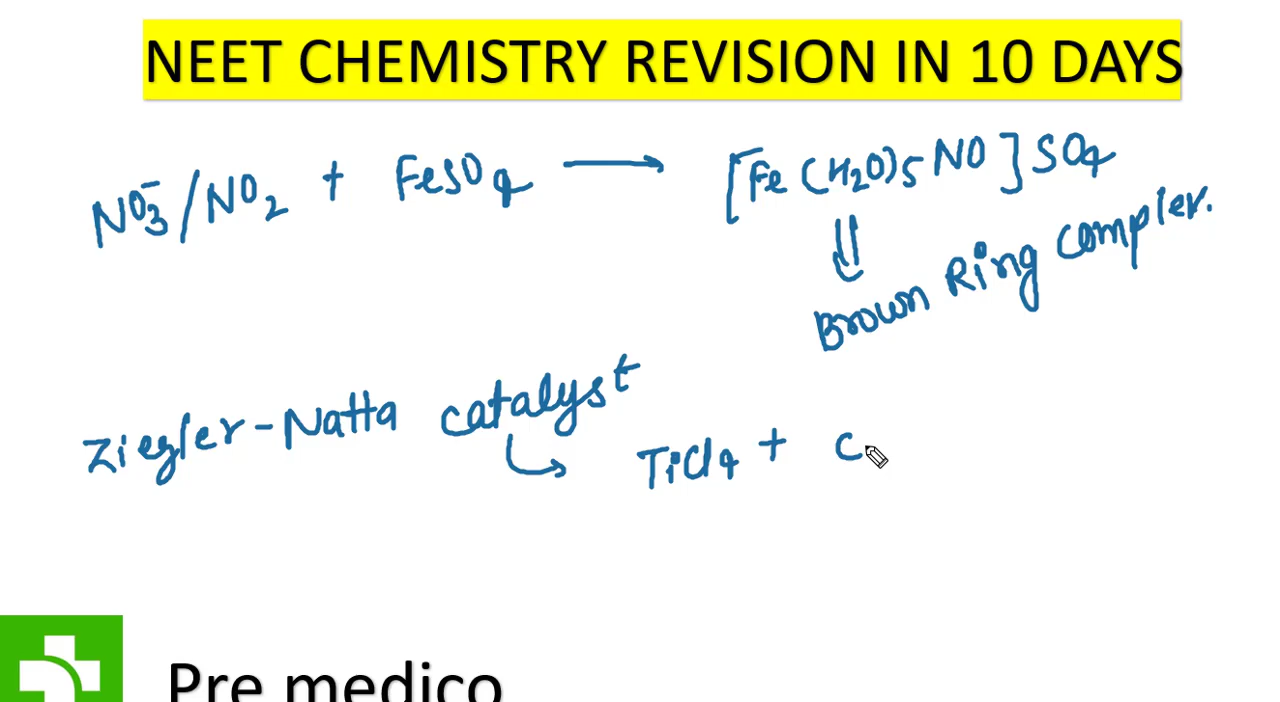 NEET CHEMISTRY REVISION IN 10 DAYS
NO3⁻/NO2 + FeSO4 ⟶ [Fe(H2O)5NO]SO4
Brown Ring complex.
Ziegler-Natta catalyst
TiCl4 + C
Pre medico